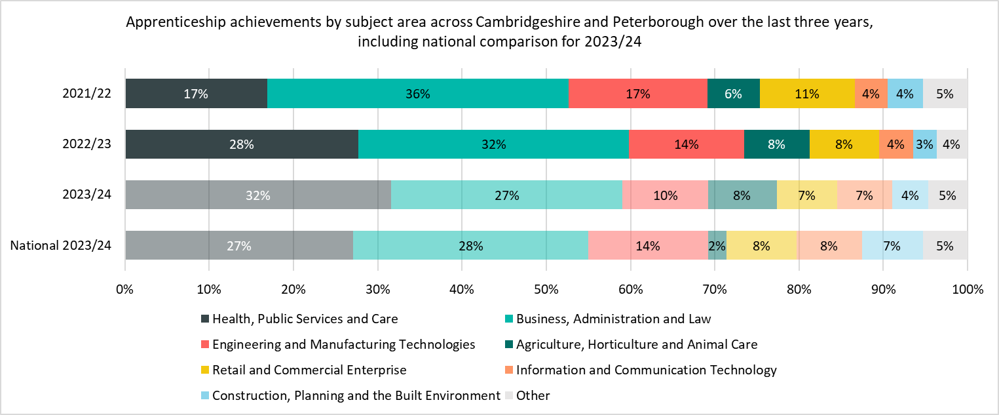 Apprenticeship achievements by subject area across Cambridgeshire and Peterborough over the last three years,
including national comparison for 2023/24
2021/22 17% 36% 17% 6% 11% 4% 4% 5%
2022/23 28% 32% 14% 8% 8% 4% 3% 4%
2023/24 32% 27% 10% 8% 7% 7% 4% 5%
National 2023/24 27% 28% 14% 2% 8% 8% 7% 5%
0% 10% 20% 30% 40% 50% 60% 70% 80% 90% 100%
Health, Public Services and Care Business, Administration and Law
Engineering and Manufacturing Technologies Agriculture, Horticulture and Animal Care
Retail and Commercial Enterprise Information and Communication Technology
Construction, Planning and the Built Environment Other